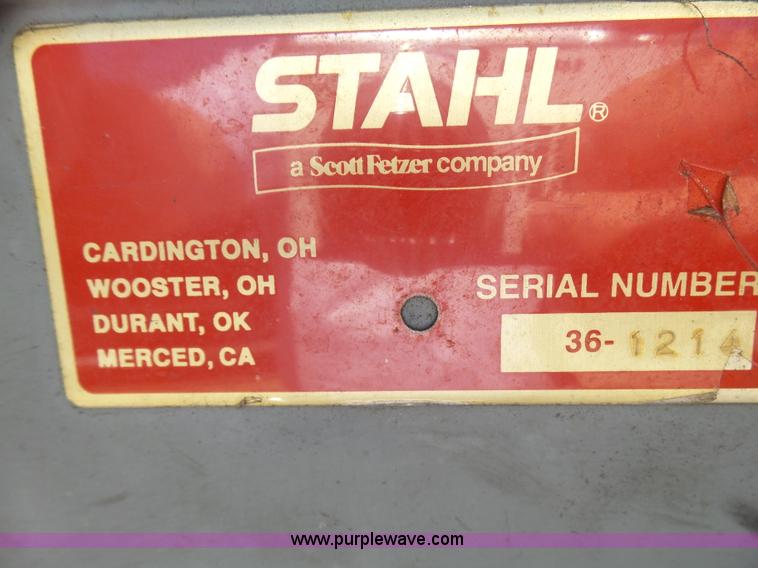 STAHL®
a Scott Fetzer company
CARDINGTON, OH
WOOSTER, OH
DURANT, OK
MERCED, CA
SERIAL NUMBER
36-1214
www.purplewave.com